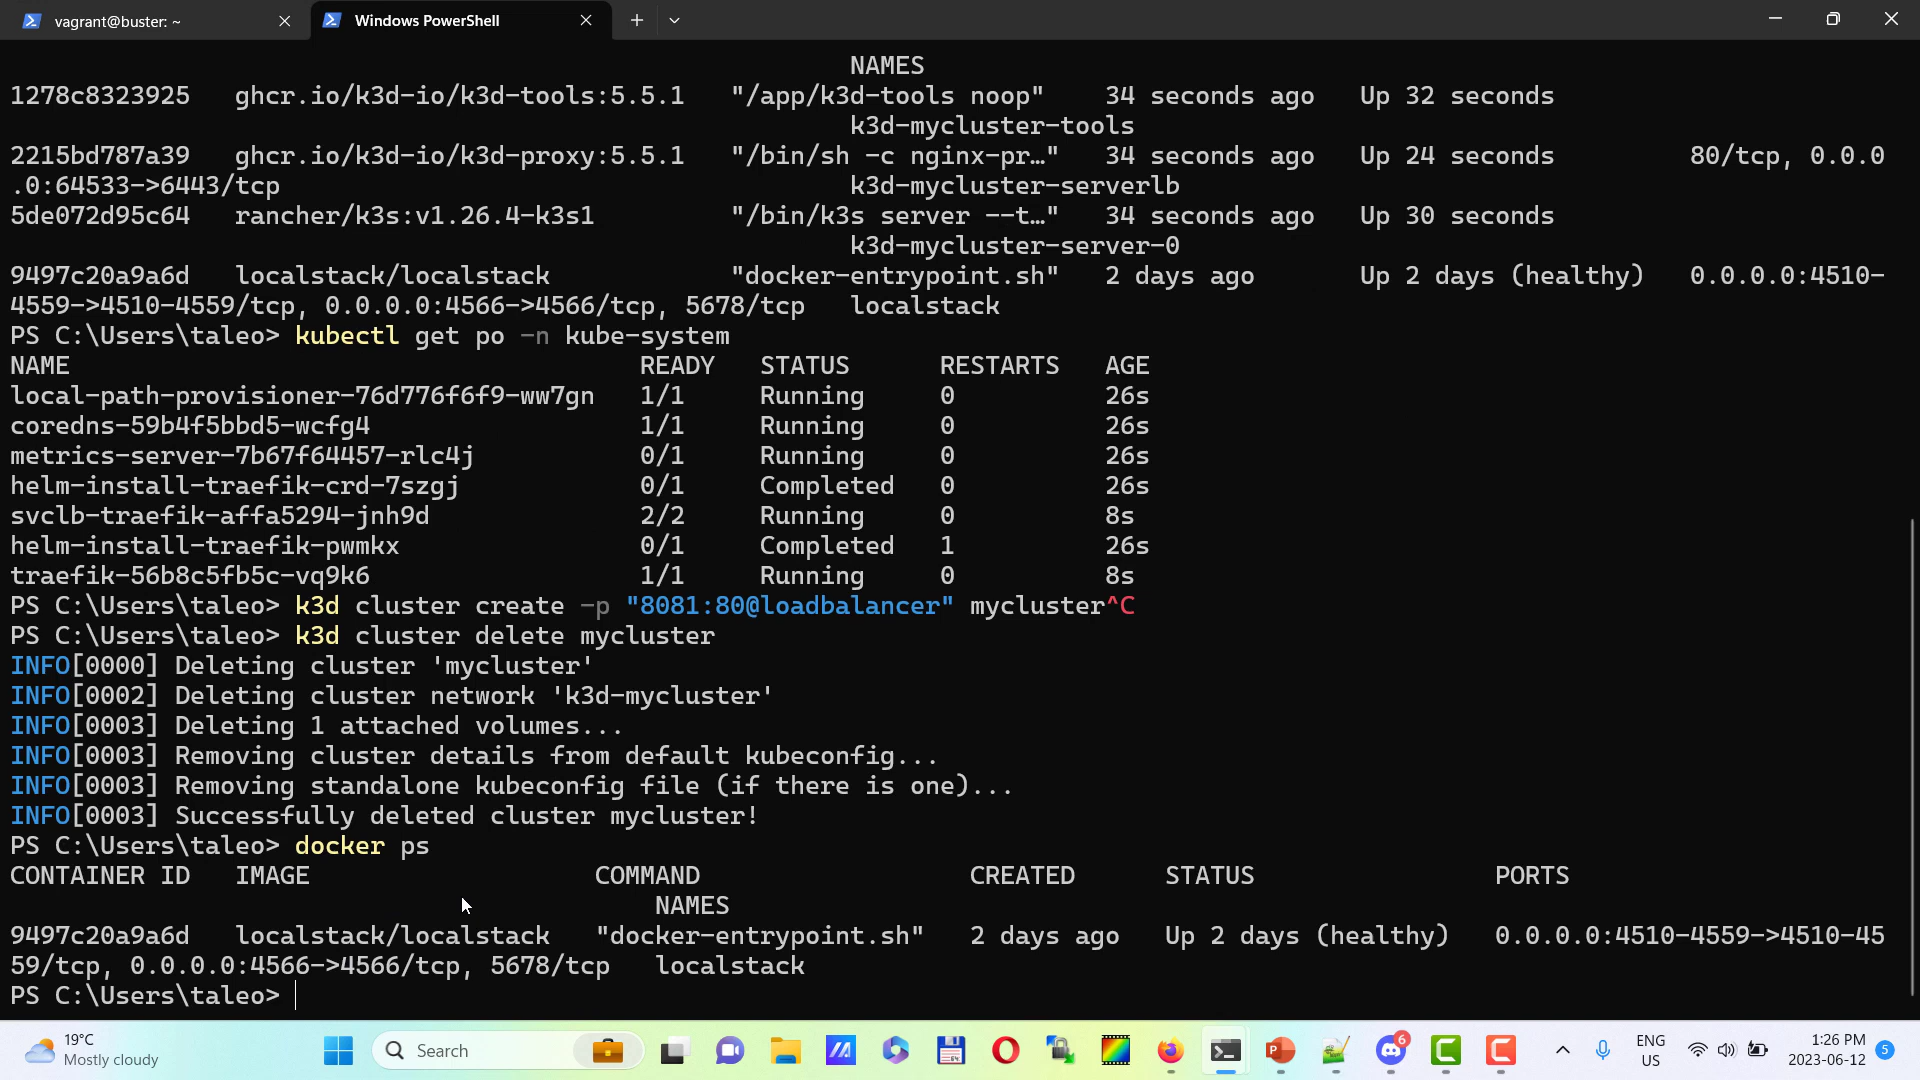 vagrant@buster: ~
Windows PowerShell
NAMES
1278c8323925   ghcr.io/k3d-io/k3d-tools:5.5.1   "/app/k3d-tools noop"    34 seconds ago   Up 32 seconds
k3d-mycluster-tools
2215bd787a39   ghcr.io/k3d-io/k3d-proxy:5.5.1   "/bin/sh -c nginx-pr…"   34 seconds ago   Up 24 seconds         80/tcp, 0.0.0
.0:64533->6443/tcp                                      k3d-mycluster-serverlb
5de072d95c64   rancher/k3s:v1.26.4-k3s1         "/bin/k3s server --t…"   34 seconds ago   Up 30 seconds
k3d-mycluster-server-0
9497c20a9a6d   localstack/localstack            "docker-entrypoint.sh"   2 days ago       Up 2 days (healthy)   0.0.0.0:4510-
4559->4510-4559/tcp, 0.0.0.0:4566->4566/tcp, 5678/tcp   localstack
PS C:\Users\taleo> kubectl get po -n kube-system
NAME                                      READY   STATUS      RESTARTS   AGE
local-path-provisioner-76d776f6f9-ww7gn   1/1     Running     0          26s
coredns-59b4f5bbd5-wcfg4                  1/1     Running     0          26s
metrics-server-7b67f64457-rlc4j           0/1     Running     0          26s
helm-install-traefik-crd-7szgj            0/1     Completed   0          26s
svclb-traefik-affa5294-jnh9d              2/2     Running     0          8s
helm-install-traefik-pwmkx                0/1     Completed   1          26s
traefik-56b8c5fb5c-vq9k6                  1/1     Running     0          8s
PS C:\Users\taleo> k3d cluster create -p "8081:80@loadbalancer" mycluster^C
PS C:\Users\taleo> k3d cluster delete mycluster
INFO[0000] Deleting cluster 'mycluster'
INFO[0002] Deleting cluster network 'k3d-mycluster'
INFO[0003] Deleting 1 attached volumes...
INFO[0003] Removing cluster details from default kubeconfig...
INFO[0003] Removing standalone kubeconfig file (if there is one)...
INFO[0003] Successfully deleted cluster mycluster!
PS C:\Users\taleo> docker ps
CONTAINER ID   IMAGE                   COMMAND                  CREATED      STATUS                PORTS
NAMES
9497c20a9a6d   localstack/localstack   "docker-entrypoint.sh"   2 days ago   Up 2 days (healthy)   0.0.0.0:4510-4559->4510-45
59/tcp, 0.0.0.0:4566->4566/tcp, 5678/tcp   localstack
PS C:\Users\taleo>
19°C
Mostly cloudy
Search
6
ENG
US
1:26 PM
2023-06-12
5